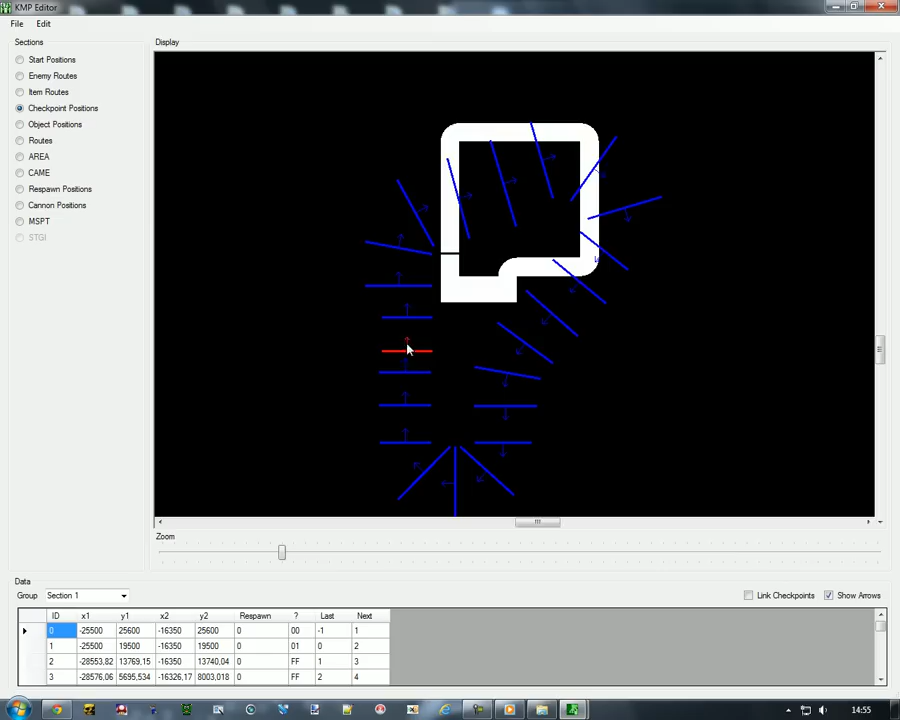 KMP Editor
File Edit
Sections
Display
Start Positions
Enemy Routes
Item Routes
Checkpoint Positions
Object Positions
Routes
AREA
CAME
Respawn Positions
Cannon Positions
MSPT
STGI
Zoom
Data
Group Section 1 Link Checkpoints Show Arrows
ID x1 y1 x2 y2 Respawn ? Last Next
0 -25500 25600 -16350 25600 0 00 -1 1
1 -25500 19500 -16350 19500 0 01 0 2
2 -28553,82 13769,15 -16350 13740,04 0 FF 1 3
3 -28576,06 5695,534 -16326,17 8003,018 0 FF 2 4
14:55